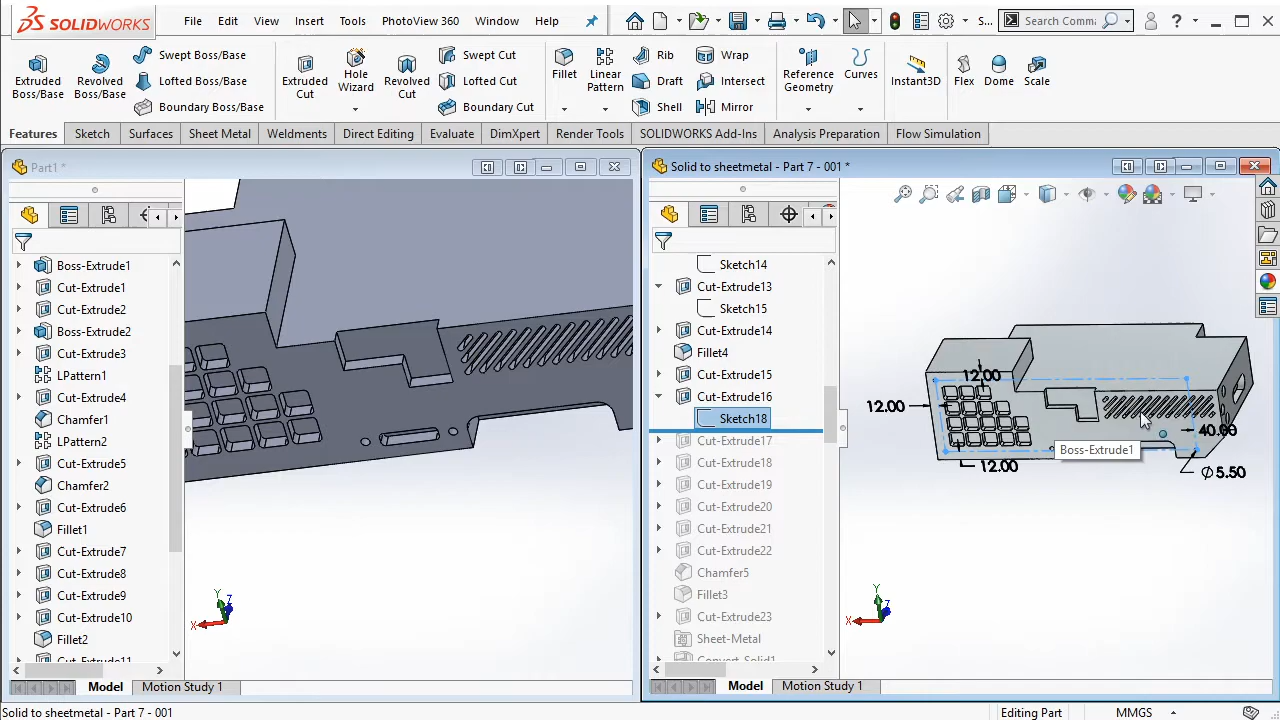 SOLIDWORKS File Edit View Insert Tools PhotoView 360 Window Help S... Search Comma
Extruded Boss/Base
Revolved Boss/Base
Swept Boss/Base
Lofted Boss/Base
Boundary Boss/Base
Extruded Cut
Hole Wizard
Revolved Cut
Swept Cut
Lofted Cut
Boundary Cut
Fillet
Linear Pattern
Rib
Draft
Shell
Wrap
Intersect
Mirror
Reference Geometry
Curves
Instant3D
Flex
Dome
Scale
Features Sketch Surfaces Sheet Metal Weldments Direct Editing Evaluate DimXpert Render Tools SOLIDWORKS Add-Ins Analysis Preparation Flow Simulation
Part1 *
Boss-Extrude1
Cut-Extrude1
Cut-Extrude2
Boss-Extrude2
Cut-Extrude3
LPattern1
Cut-Extrude4
Chamfer1
LPattern2
Cut-Extrude5
Chamfer2
Cut-Extrude6
Fillet1
Cut-Extrude7
Cut-Extrude8
Cut-Extrude9
Cut-Extrude10
Fillet2
Cut-Extrude11
Y
Z
X
Model Motion Study 1
Solid to sheetmetal - Part 7 - 001 *
Sketch14
Cut-Extrude13
Sketch15
Cut-Extrude14
Fillet4
Cut-Extrude15
Cut-Extrude16
Sketch18
Cut-Extrude17
Cut-Extrude18
Cut-Extrude19
Cut-Extrude20
Cut-Extrude21
Cut-Extrude22
Chamfer5
Fillet3
Cut-Extrude23
Sheet-Metal
Convert-Solid1
12.00
12.00
40.00
Boss-Extrude1
12.00
Ø5.50
Y
Z
X
Model Motion Study 1
Solid to sheetmetal - Part 7 - 001 Editing Part MMGS